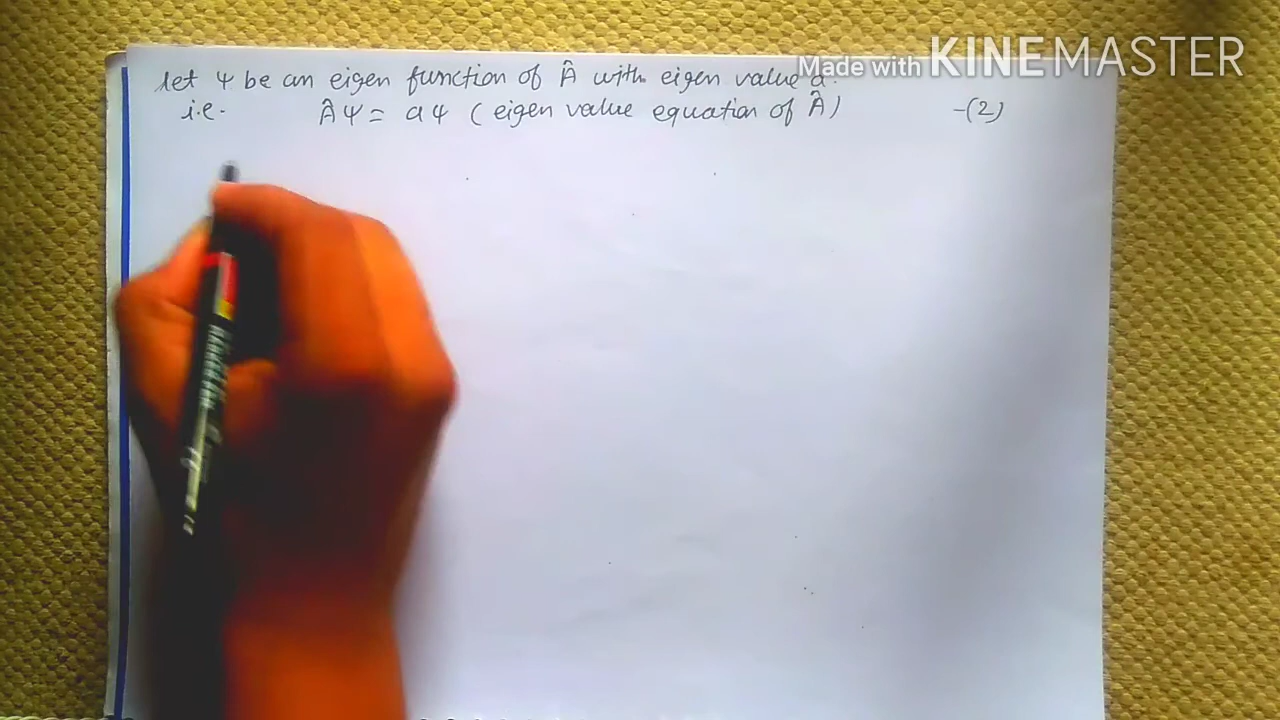 Made with KINEMASTER
let Ψ be an eigen function of Â with eigen value a.
i.e. ÂΨ = aΨ (eigen value equation of Â) -(2)